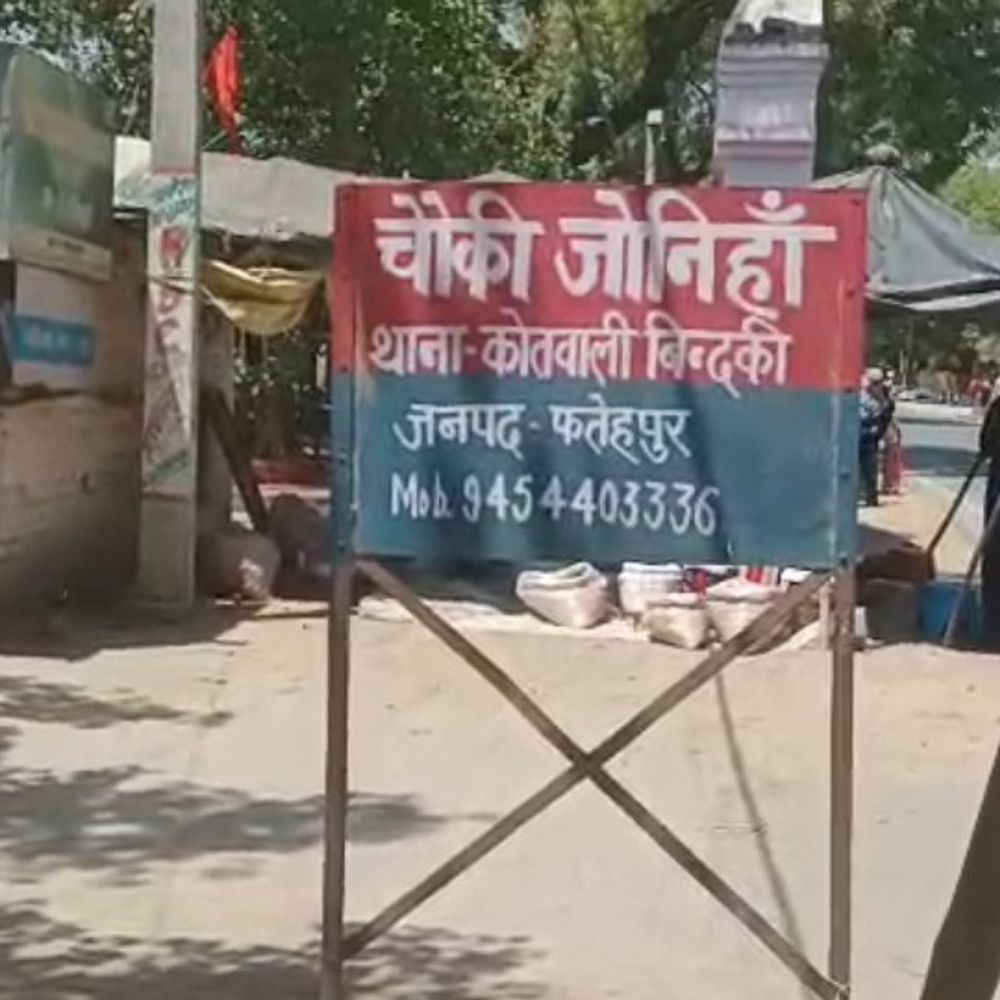 चौकी जोनिहाँ
थाना-कोतवाली बिन्दकी
जनपद-फतेहपुर
Mob. 9454403336